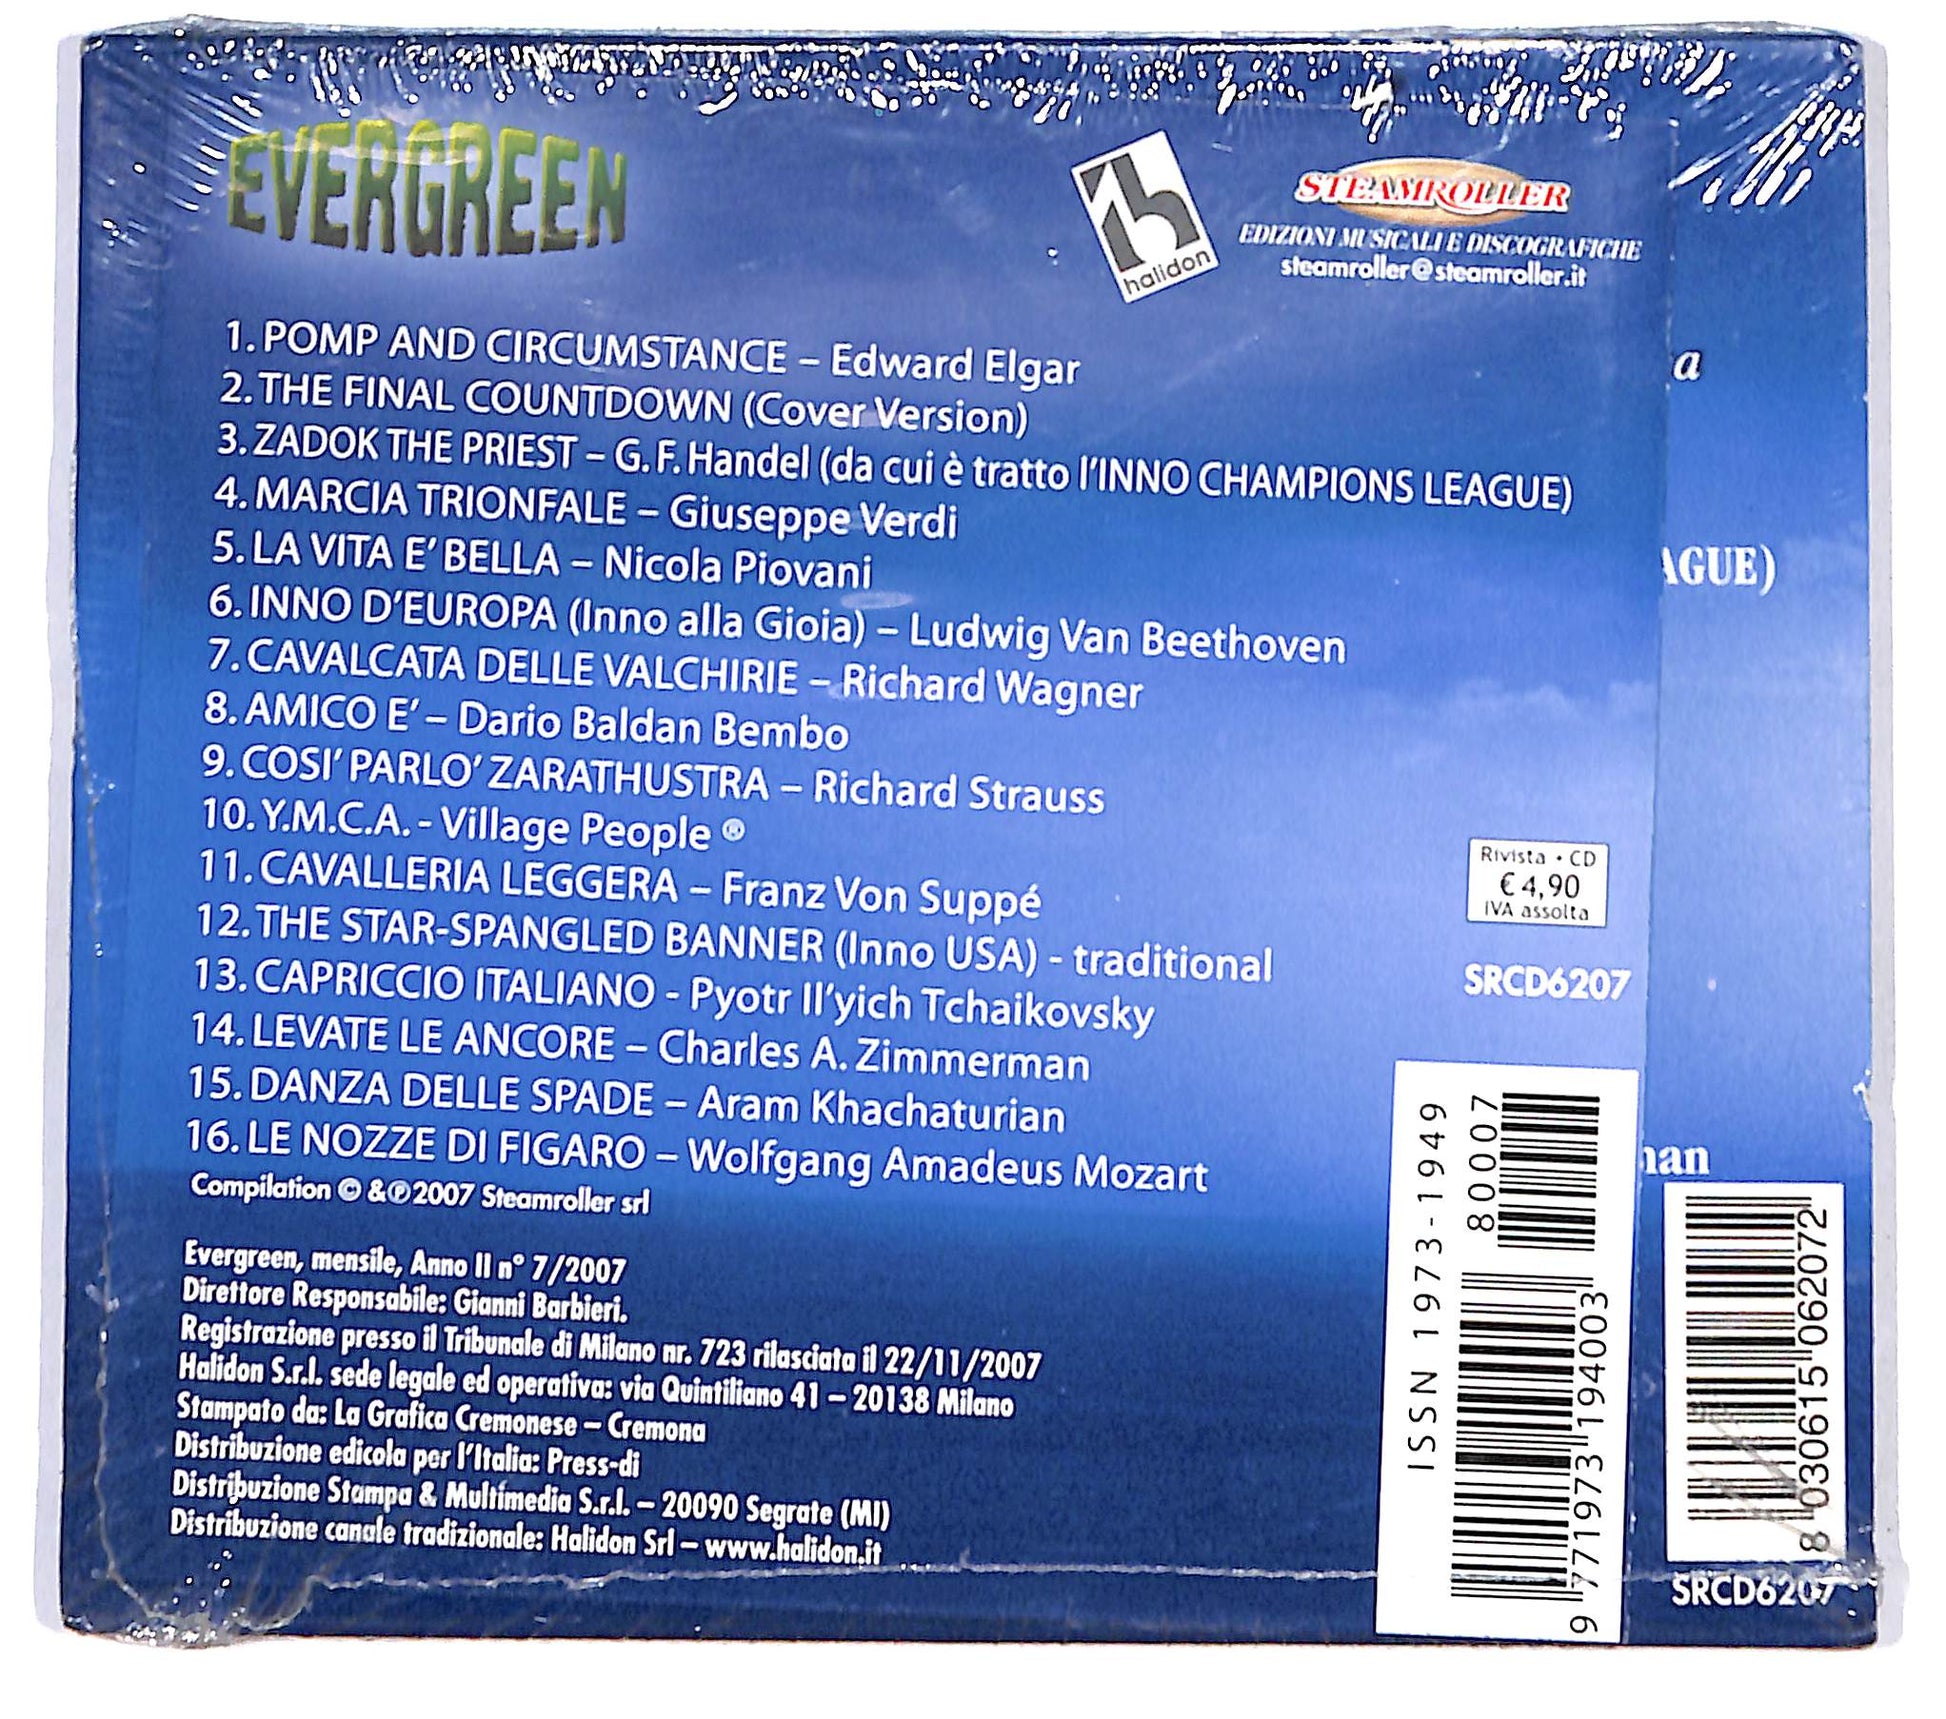 EVERGREEN
halidon
STEAMROLLER
EDIZIONI MUSICALI E DISCOGRAFICHE
steamroller@steamroller.it
1. POMP AND CIRCUMSTANCE – Edward Elgar
2. THE FINAL COUNTDOWN (Cover Version)
3. ZADOK THE PRIEST – G. F. Handel (da cui è tratto l'INNO CHAMPIONS LEAGUE)
4. MARCIA TRIONFALE – Giuseppe Verdi
5. LA VITA E' BELLA – Nicola Piovani
6. INNO D'EUROPA (Inno alla Gioia) – Ludwig Van Beethoven
7. CAVALCATA DELLE VALCHIRIE – Richard Wagner
8. AMICO E' – Dario Baldan Bembo
9. COSI' PARLO' ZARATHUSTRA – Richard Strauss
10. Y.M.C.A. - Village People ®
11. CAVALLERIA LEGGERA – Franz Von Suppé
12. THE STAR-SPANGLED BANNER (Inno USA) - traditional
13. CAPRICCIO ITALIANO - Pyotr Il'yich Tchaikovsky
14. LEVATE LE ANCORE – Charles A. Zimmerman
15. DANZA DELLE SPADE – Aram Khachaturian
16. LE NOZZE DI FIGARO – Wolfgang Amadeus Mozart
Compilation © & ℗ 2007 Steamroller srl
Evergreen, mensile, Anno II n° 7/2007
Direttore Responsabile: Gianni Barbieri.
Registrazione presso il Tribunale di Milano nr. 723 rilasciata il 22/11/2007
Halidon S.r.l. sede legale ed operativa: via Quintiliano 41 – 20138 Milano
Stampato da: La Grafica Cremonese – Cremona
Distribuzione edicola per l'Italia: Press-di
Distribuzione Stampa & Multimedia S.r.l. – 20090 Segrate (MI)
Distribuzione canale tradizionale: Halidon Srl – www.halidon.it
Rivista • CD
€ 4,90
IVA assolta
SRCD6207
ISSN 1973-1949
80007
9 771973 194003
a
AGUE)
nan
8 030615 062072
SRCD6207